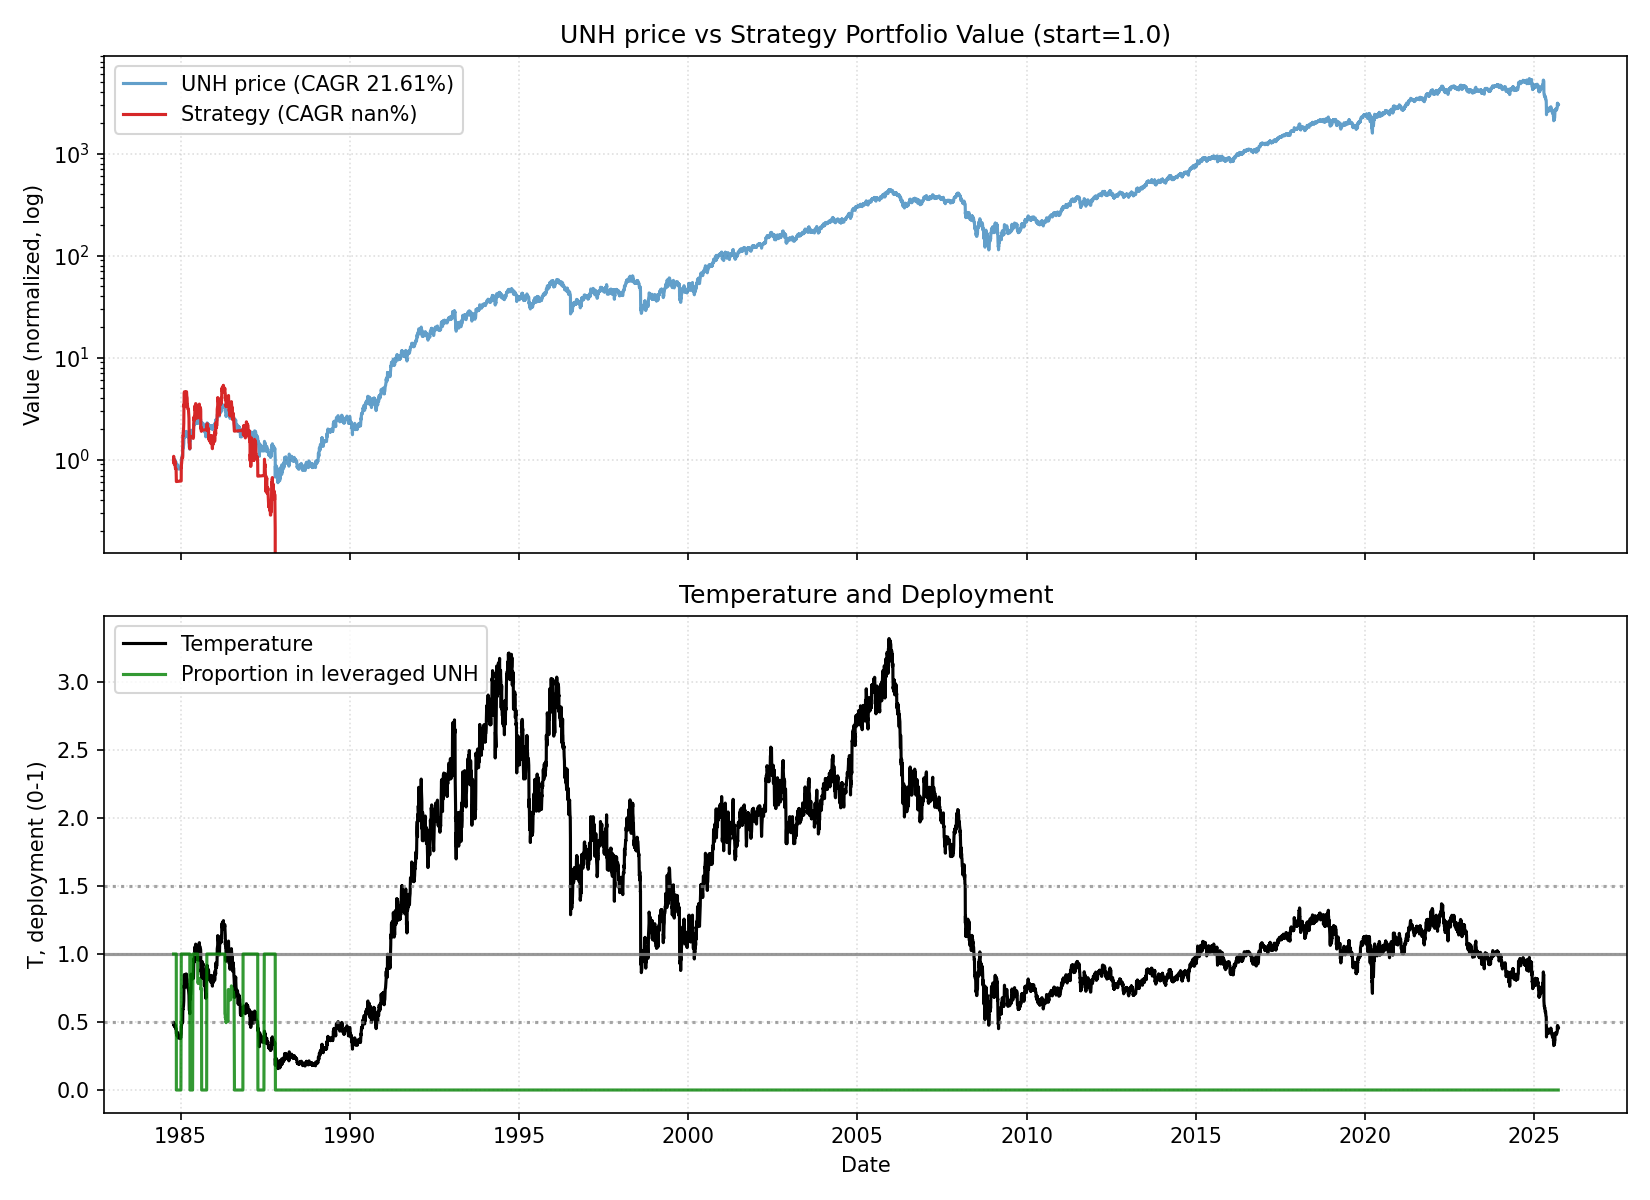 UNH price vs Strategy Portfolio Value (start=1.0)
UNH price (CAGR 21.61%)
Strategy (CAGR nan%)
Value (normalized, log)
10³
10²
10¹
10⁰
Temperature and Deployment
Temperature
Proportion in leveraged UNH
T, deployment (0-1)
3.0
2.5
2.0
1.5
1.0
0.5
0.0
1985 1990 1995 2000 2005 2010 2015 2020 2025
Date